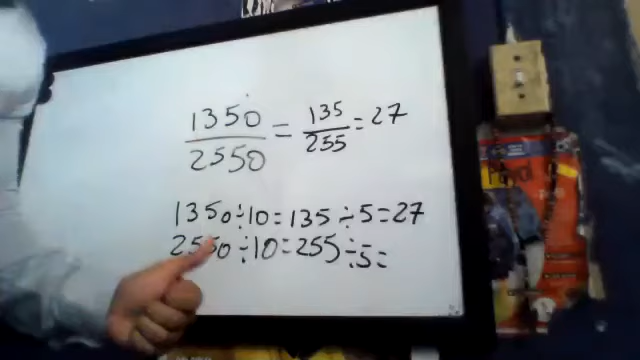 1350/2550 = 135/255 = 27
1350÷10=135÷5=27
2550÷10=255÷5=